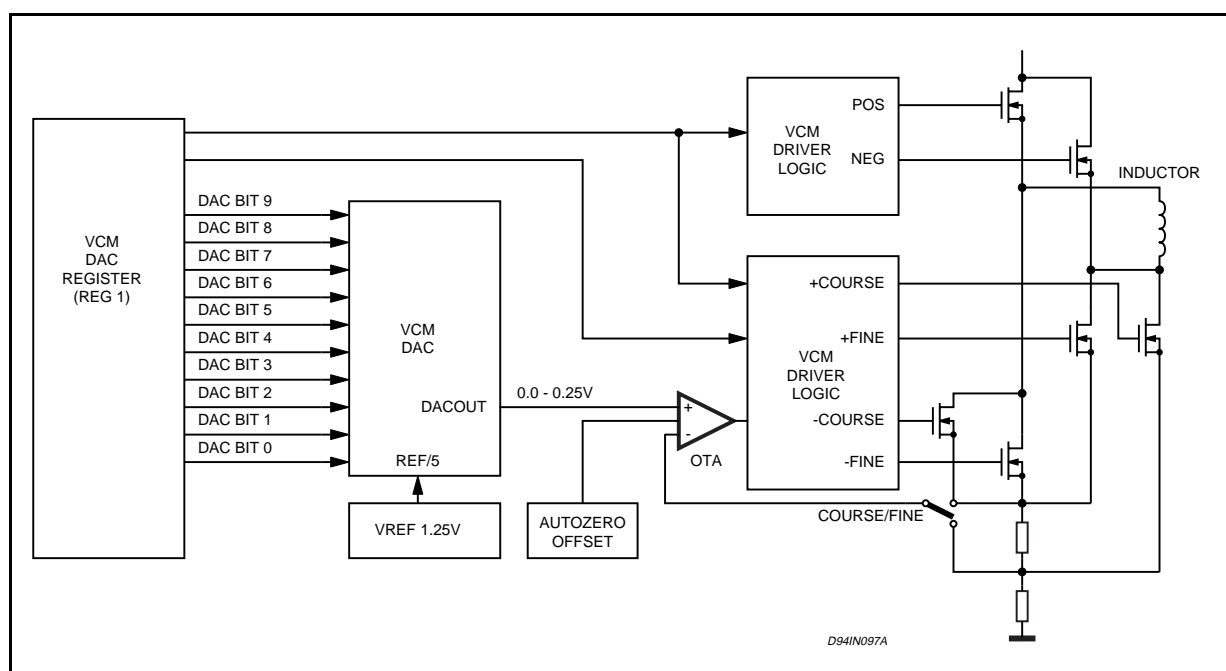 VCM
DAC
REGISTER
(REG 1)
DAC BIT 9
DAC BIT 8
DAC BIT 7
DAC BIT 6
DAC BIT 5
DAC BIT 4
DAC BIT 3
DAC BIT 2
DAC BIT 1
DAC BIT 0
VCM
DAC
DACOUT
REF/5
VREF 1.25V
0.0 - 0.25V
AUTOZERO
OFFSET
+
-
OTA
VCM
DRIVER
LOGIC
POS
NEG
VCM
DRIVER
LOGIC
+COURSE
+FINE
-COURSE
-FINE
COURSE/FINE
INDUCTOR
D94IN097A